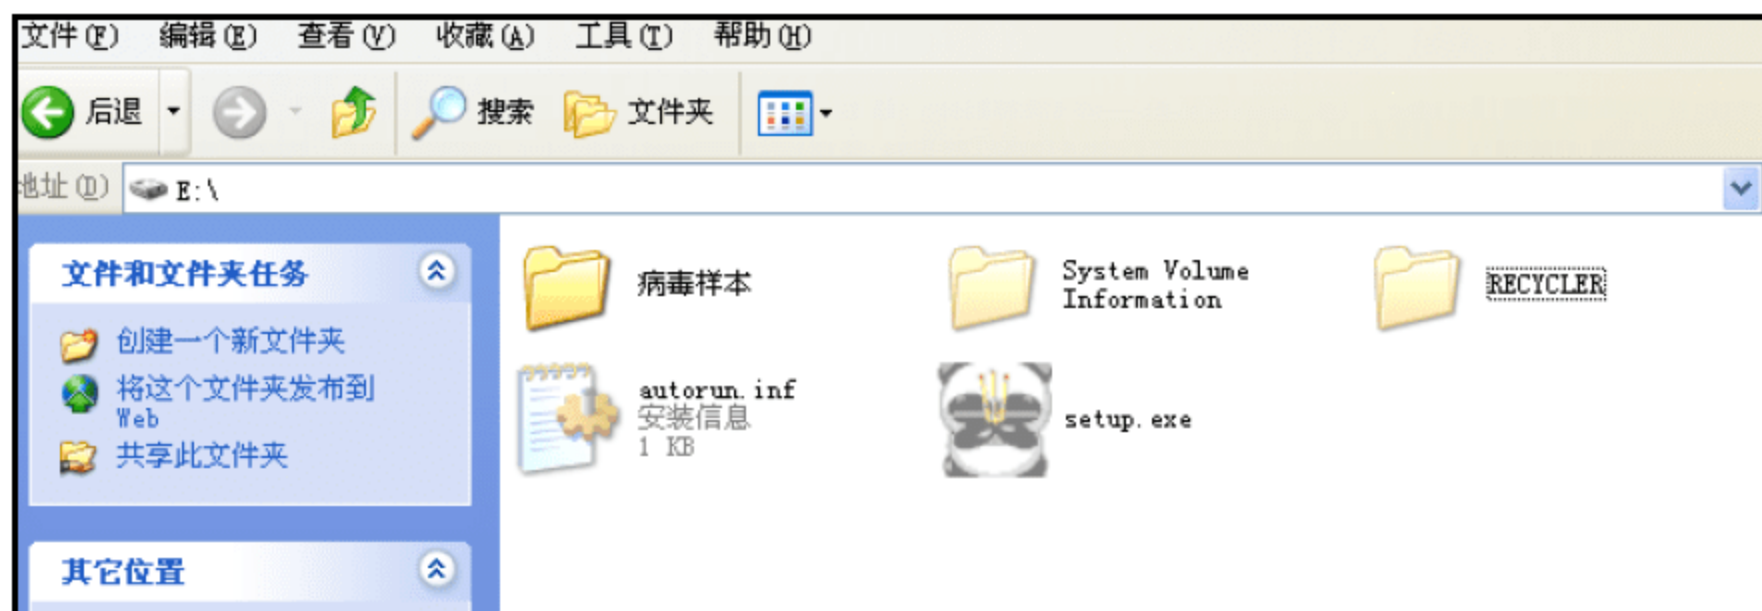 文件(F) 编辑(E) 查看(V) 收藏(A) 工具(T) 帮助(H)
后退 搜索 文件夹
地址(D) E:\
文件和文件夹任务
创建一个新文件夹
将这个文件夹发布到
Web
共享此文件夹
其它位置
病毒样本
System Volume
Information
RECYCLER
autorun.inf
安装信息
1 KB
setup.exe